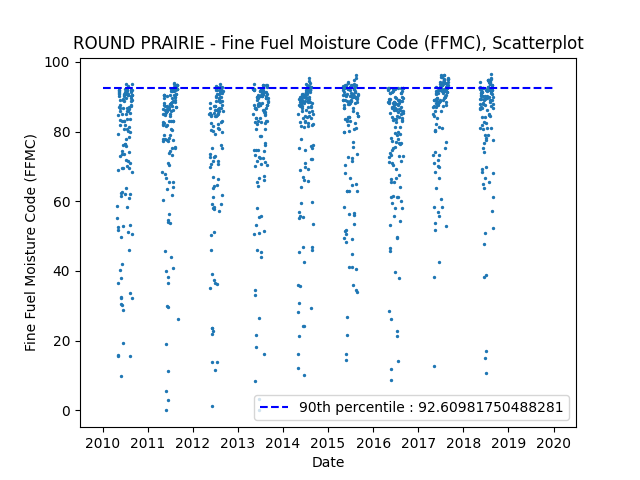 ROUND PRAIRIE - Fine Fuel Moisture Code (FFMC), Scatterplot
Fine Fuel Moisture Code (FFMC)
100
80
60
40
20
0
90th percentile : 92.60981750488281
2010 2011 2012 2013 2014 2015 2016 2017 2018 2019 2020
Date